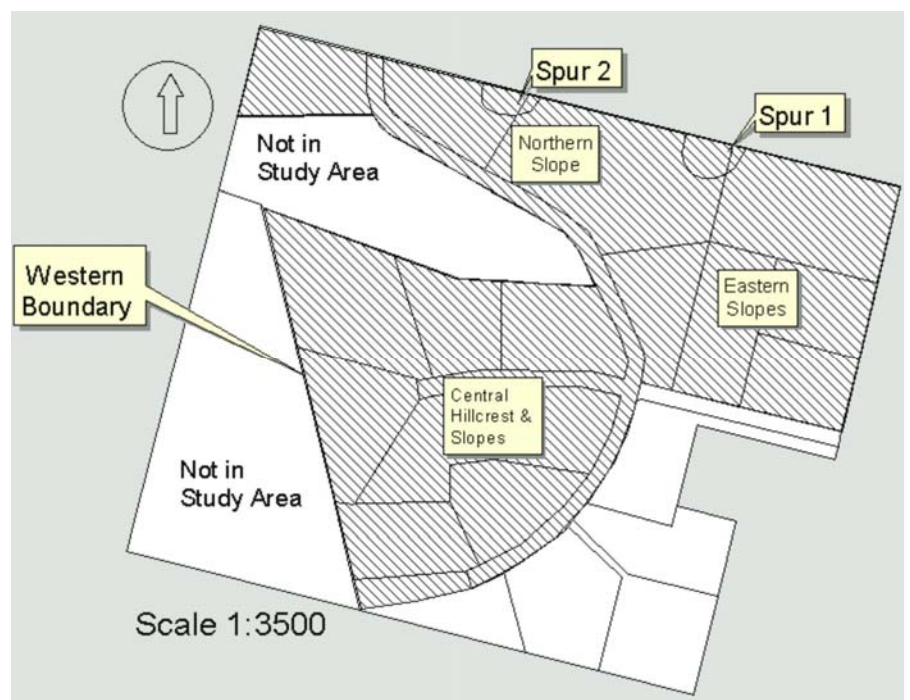 Spur 2
Spur 1
Not in
Study Area
Northern
Slope
Western
Boundary
Eastern
Slopes
Central
Hillcrest &
Slopes
Not in
Study Area
Scale 1:3500